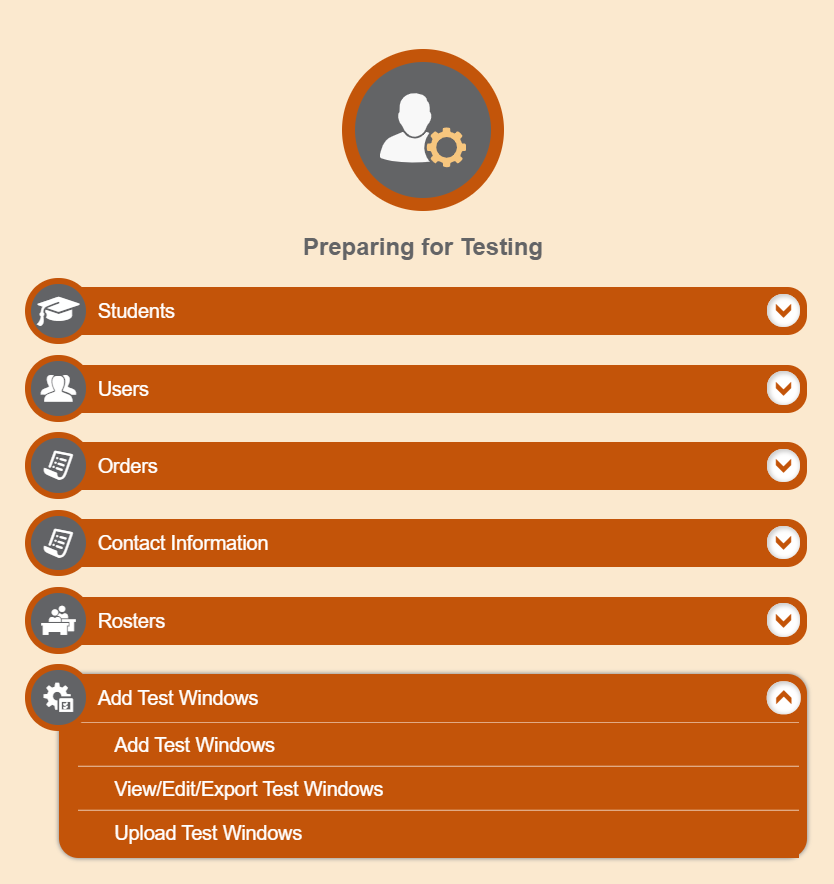 Preparing for Testing
Students
Users
Orders
Contact Information
Rosters
Add Test Windows
Add Test Windows
View/Edit/Export Test Windows
Upload Test Windows